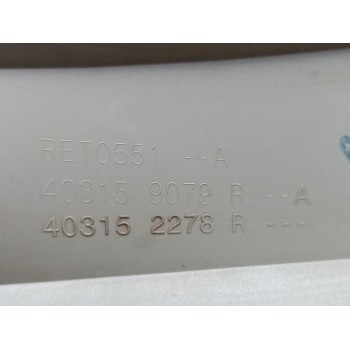 RET0551 --A
40315 9079 R --A
40315 2278 R ---